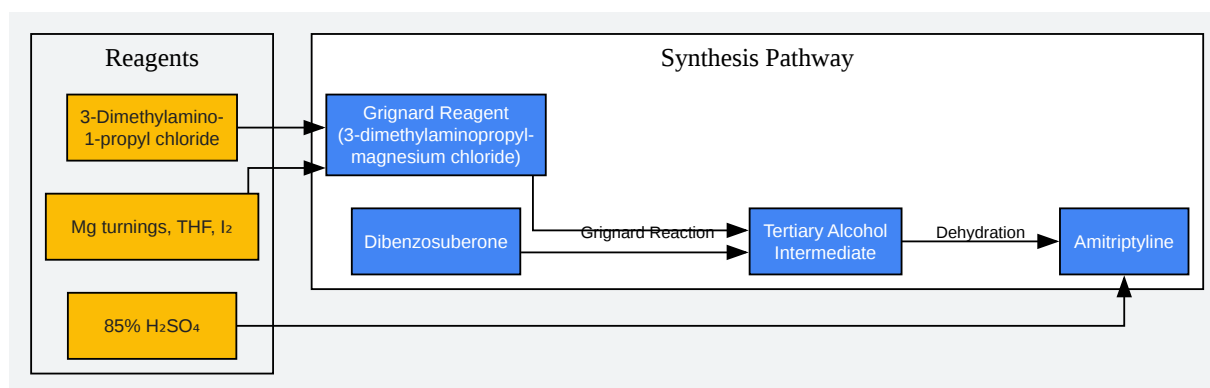 Reagents
3-Dimethylamino-
1-propyl chloride
Mg turnings, THF, I₂
85% H₂SO₄
Synthesis Pathway
Grignard Reagent
(3-dimethylaminopropyl-
magnesium chloride)
Dibenzosuberone
Grignard Reaction
Tertiary Alcohol
Intermediate
Dehydration
Amitriptyline